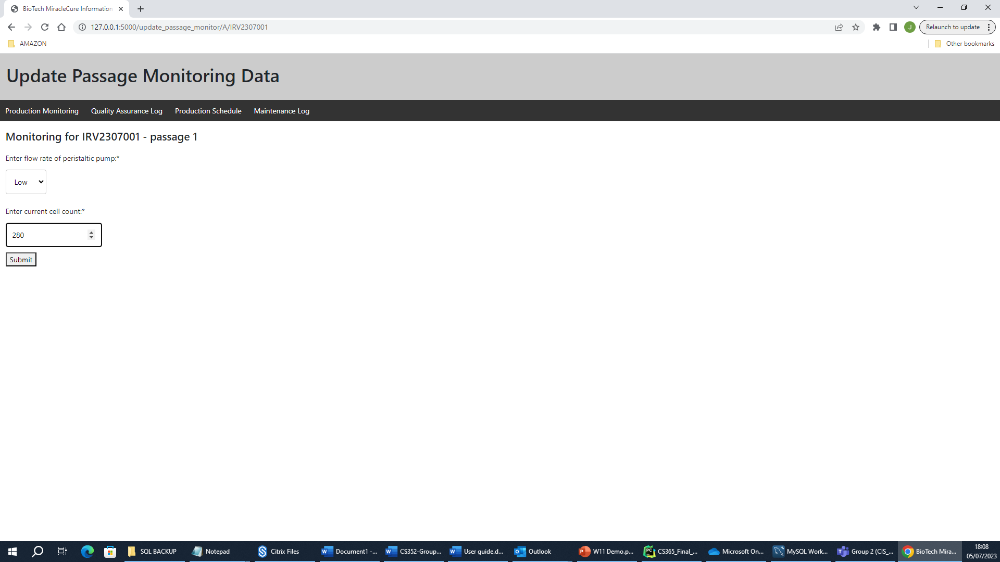 BioTech MiracleCure Information
127.0.0.1:5000/update_passage_monitor/A/IRV2307001
J
Relaunch to update
AMAZON
Other bookmarks
Update Passage Monitoring Data
Production Monitoring Quality Assurance Log Production Schedule Maintenance Log
Monitoring for IRV2307001 - passage 1
Enter flow rate of peristaltic pump:*
Low
Enter current cell count:*
280
Submit
SQL BACKUP Notepad Citrix Files Document1 -... CS352-Group... User guide.d... Outlook W11 Demo.p... CS365_Final_... Microsoft On... MySQL Work... Group 2 (CIS_... BioTech Mira... 18:08
05/07/2023